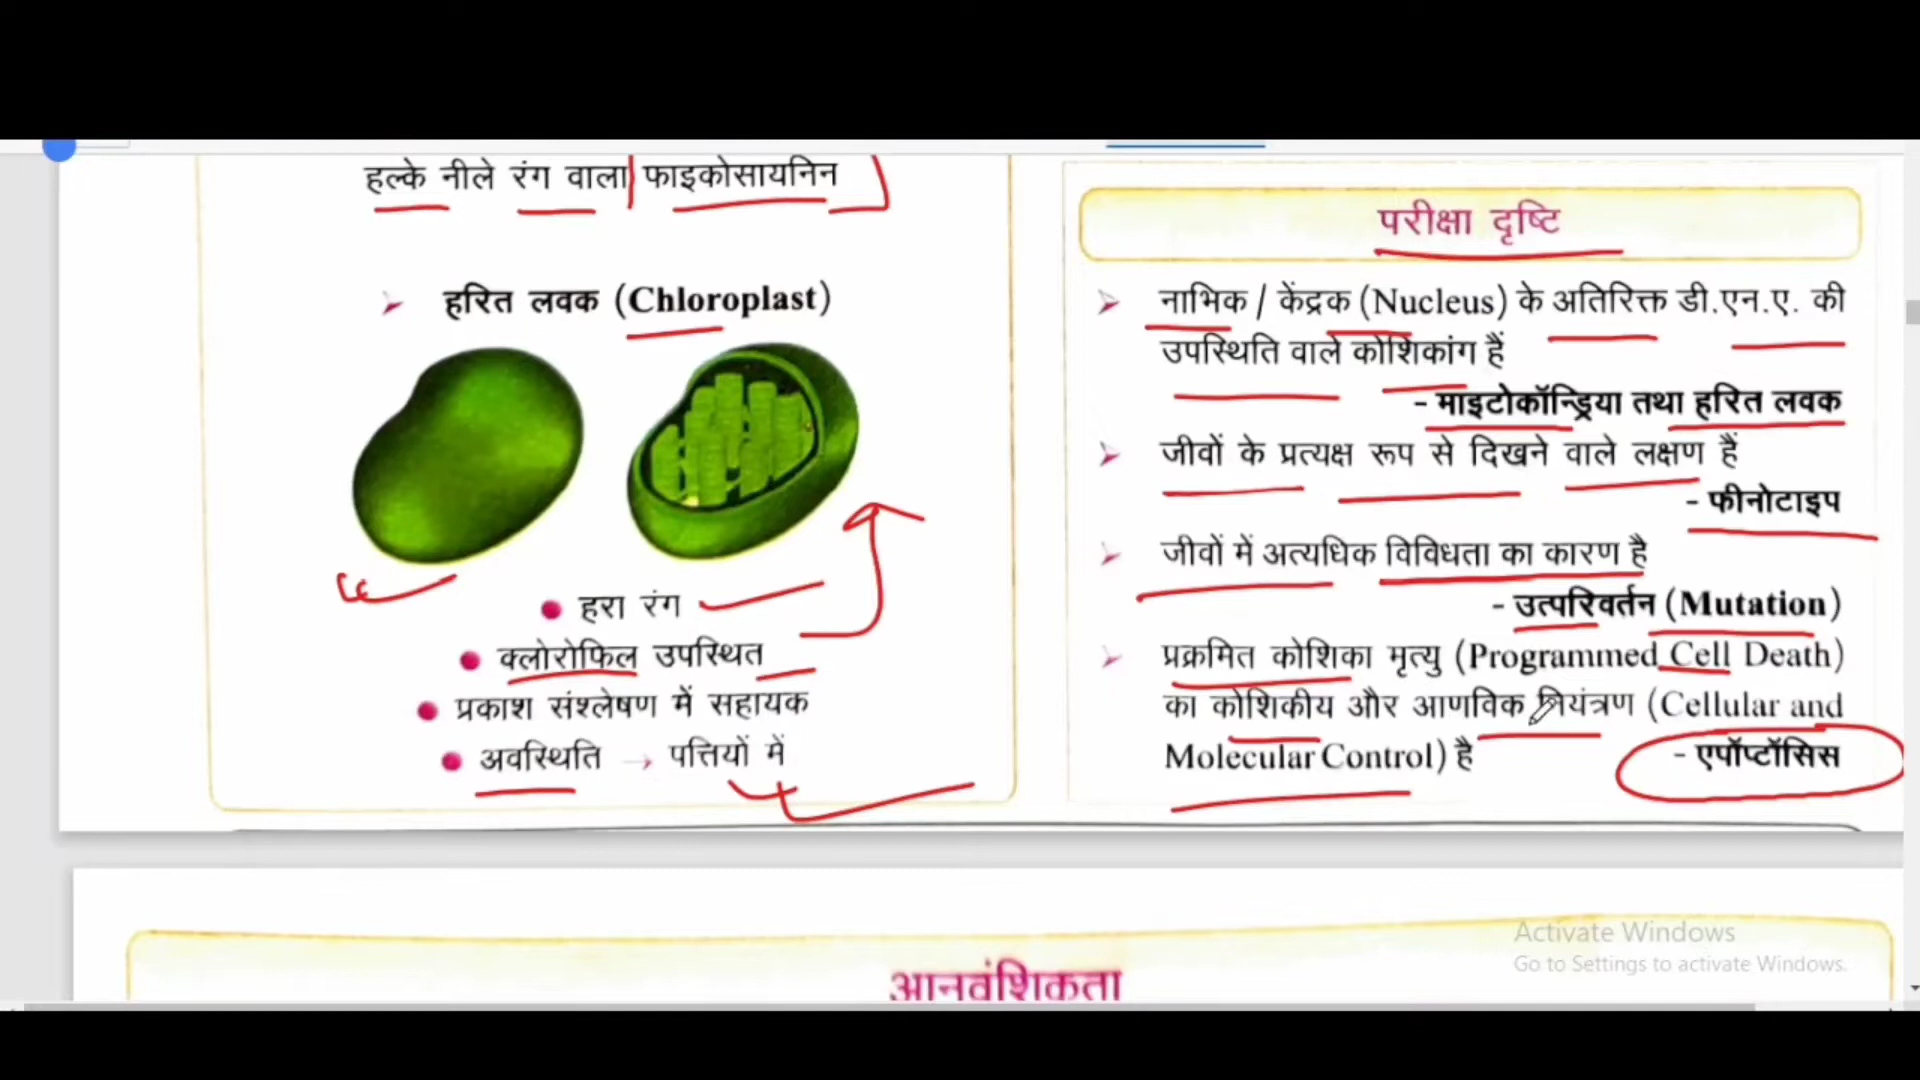 हल्के नीले रंग वाला फाइकोसायनिन
हरित लवक (Chloroplast)
हरा रंग
क्लोरोफिल उपस्थित
प्रकाश संश्लेषण में सहायक
अवस्थिति → पत्तियों में
परीक्षा दृष्टि
नाभिक / केंद्रक (Nucleus) के अतिरिक्त डी.एन.ए. की
उपस्थिति वाले कोशिकांग हैं
- माइटोकॉन्ड्रिया तथा हरित लवक
जीवों के प्रत्यक्ष रूप से दिखने वाले लक्षण हैं
- फीनोटाइप
जीवों में अत्यधिक विविधता का कारण है
- उत्परिवर्तन (Mutation)
प्रक्रमित कोशिका मृत्यु (Programmed Cell Death)
का कोशिकीय और आणविक नियंत्रण (Cellular and
Molecular Control) है
- एपॉप्टॉसिस
आनुवंशिकता
Activate Windows
Go to Settings to activate Windows.